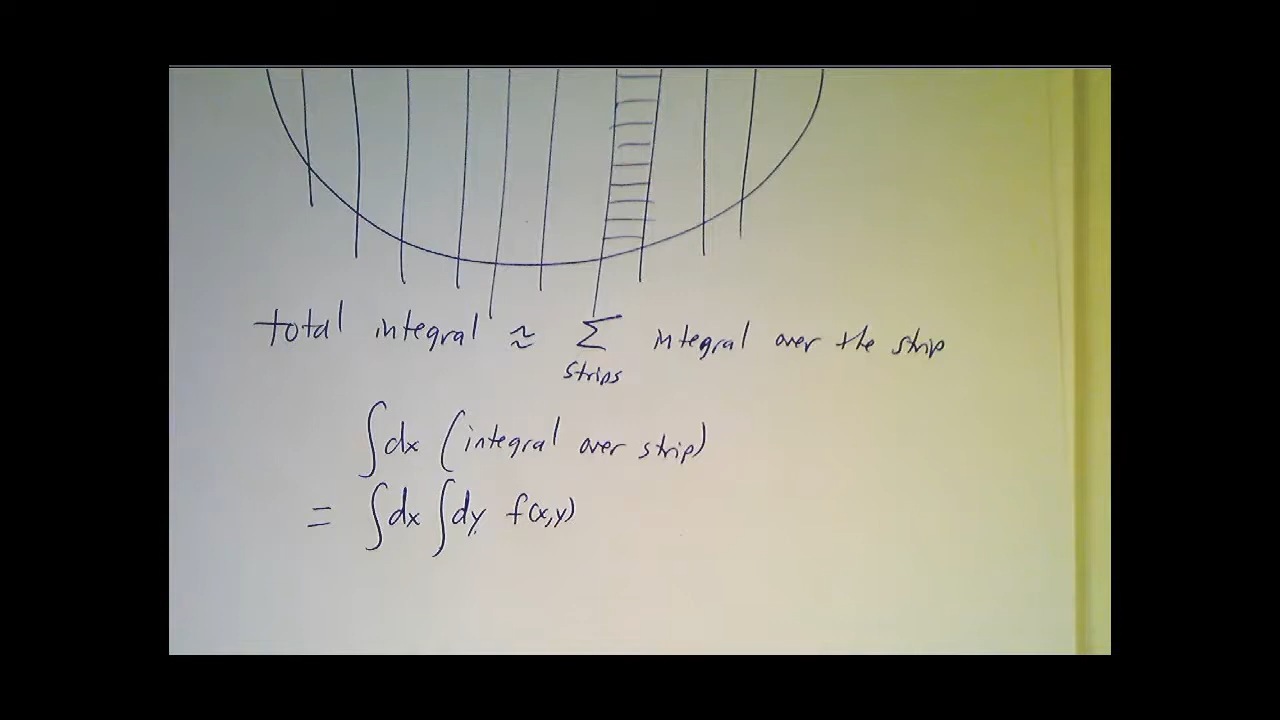 total integral ≈ ∑ integral over the strip
strips
∫dx (integral over strip)
= ∫dx ∫dy f(x,y)